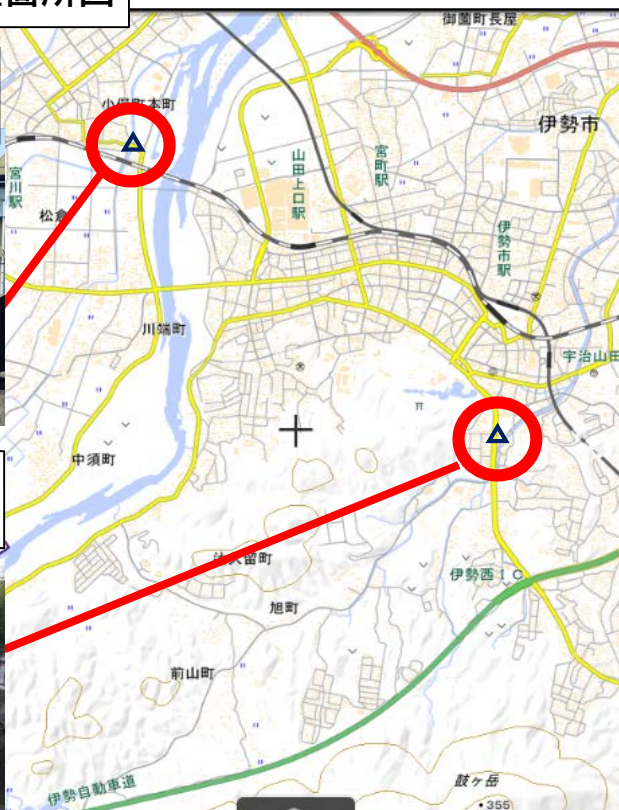 箇所図
御薗町長屋
小俣町本町
伊勢市
宮川駅
山田上口駅
宮町駅
松倉
伊勢市駅
川端町
宇治山田
中須町
辻久留町
伊勢西IC
旭町
前山町
伊勢自動車道
鼓ヶ岳
355